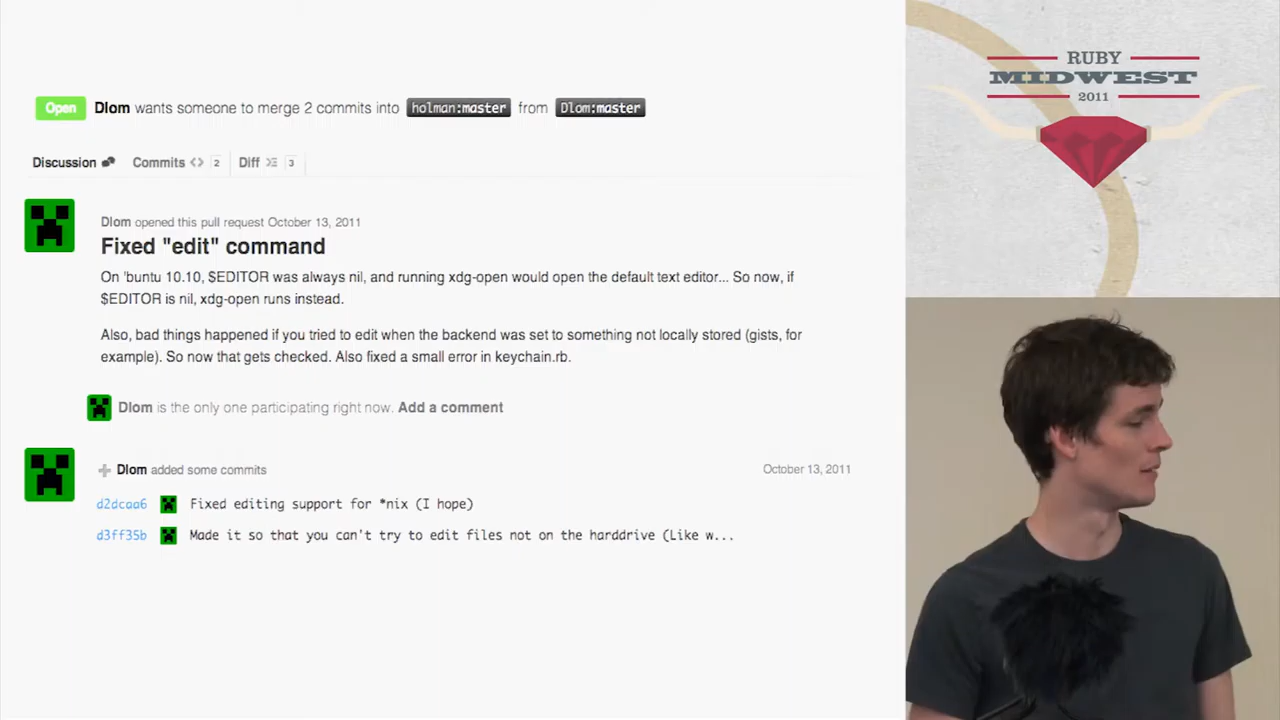 Open Dlom wants someone to merge 2 commits into holman:master from Dlom:master
Discussion Commits 2 Diff 3
Dlom opened this pull request October 13, 2011
Fixed "edit" command
On 'buntu 10.10, $EDITOR was always nil, and running xdg-open would open the default text editor... So now, if
$EDITOR is nil, xdg-open runs instead.
Also, bad things happened if you tried to edit when the backend was set to something not locally stored (gists, for
example). So now that gets checked. Also fixed a small error in keychain.rb.
Dlom is the only one participating right now. Add a comment
Dlom added some commits October 13, 2011
d2dcaa6 Fixed editing support for *nix (I hope)
d3ff35b Made it so that you can't try to edit files not on the harddrive (Like w...
RUBY
MIDWEST
2011